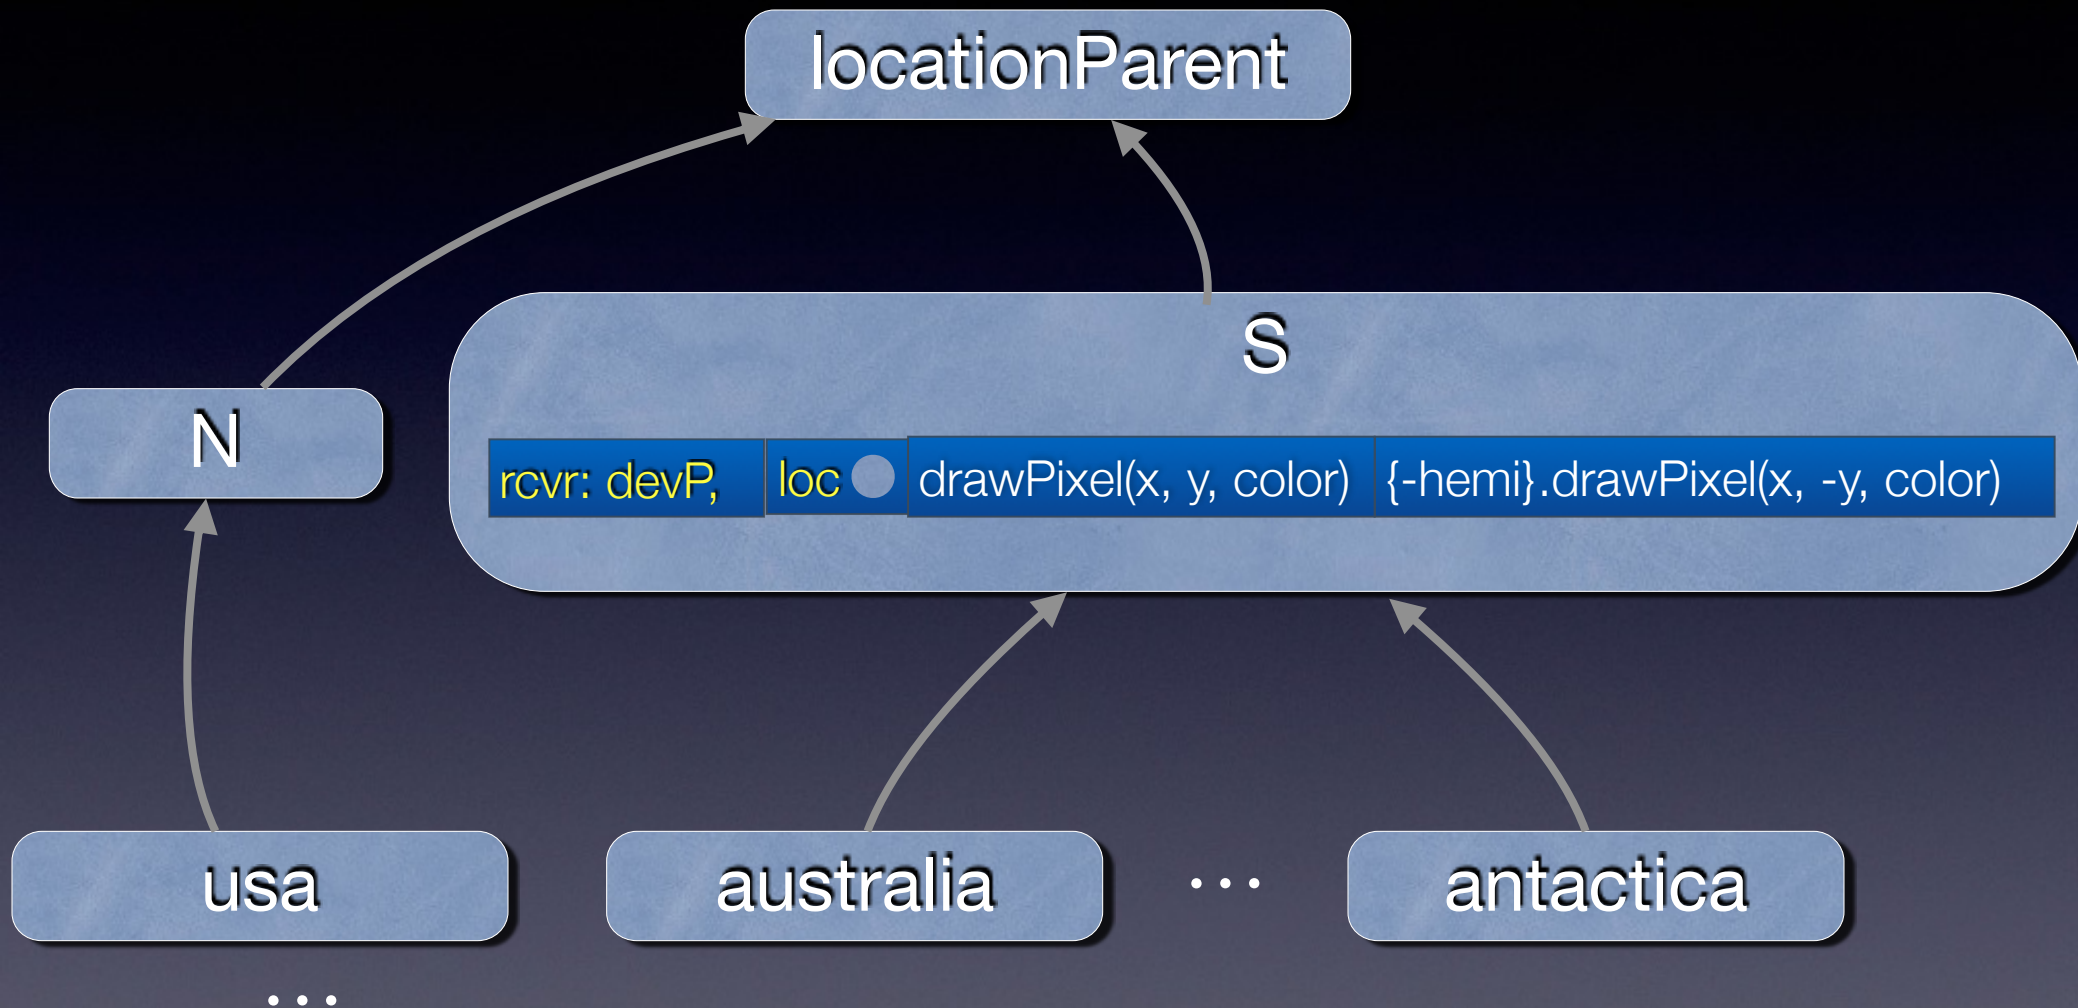 locationParent
S
N
rcvr: devP, loc drawPixel(x, y, color) {-hemi}.drawPixel(x, -y, color)
usa australia ... antactica
...